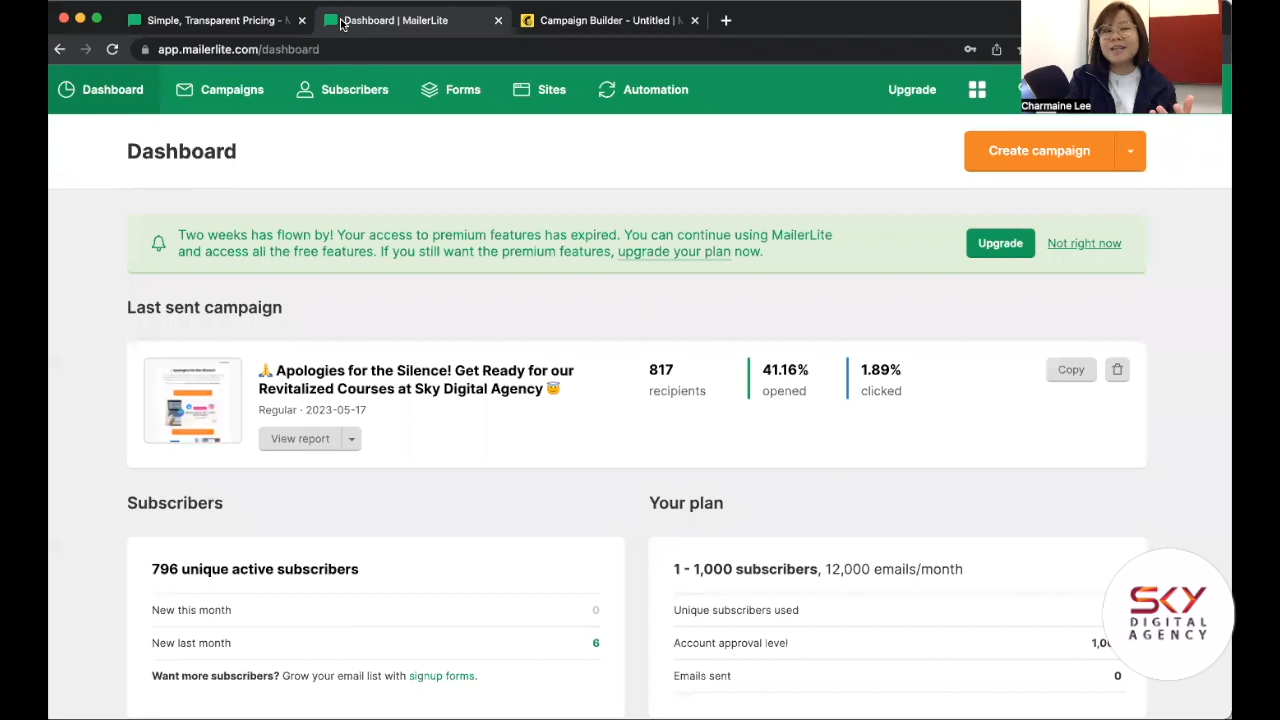 Simple, Transparent Pricing - M
Dashboard | MailerLite
Campaign Builder - Untitled |
app.mailerlite.com/dashboard
Dashboard
Campaigns
Subscribers
Forms
Sites
Automation
Upgrade
Charmaine Lee
Dashboard
Create campaign
Two weeks has flown by! Your access to premium features has expired. You can continue using MailerLite
and access all the free features. If you still want the premium features, upgrade your plan now.
Upgrade
Not right now
Last sent campaign
🙏 Apologies for the Silence! Get Ready for our
Revitalized Courses at Sky Digital Agency 😇
Regular · 2023-05-17
View report
817
recipients
41.16%
opened
1.89%
clicked
Copy
Subscribers
796 unique active subscribers
New this month
0
New last month
6
Want more subscribers? Grow your email list with signup forms.
Your plan
1 - 1,000 subscribers, 12,000 emails/month
Unique subscribers used
Account approval level
1,00
Emails sent
0
SKY
DIGITAL
AGENCY